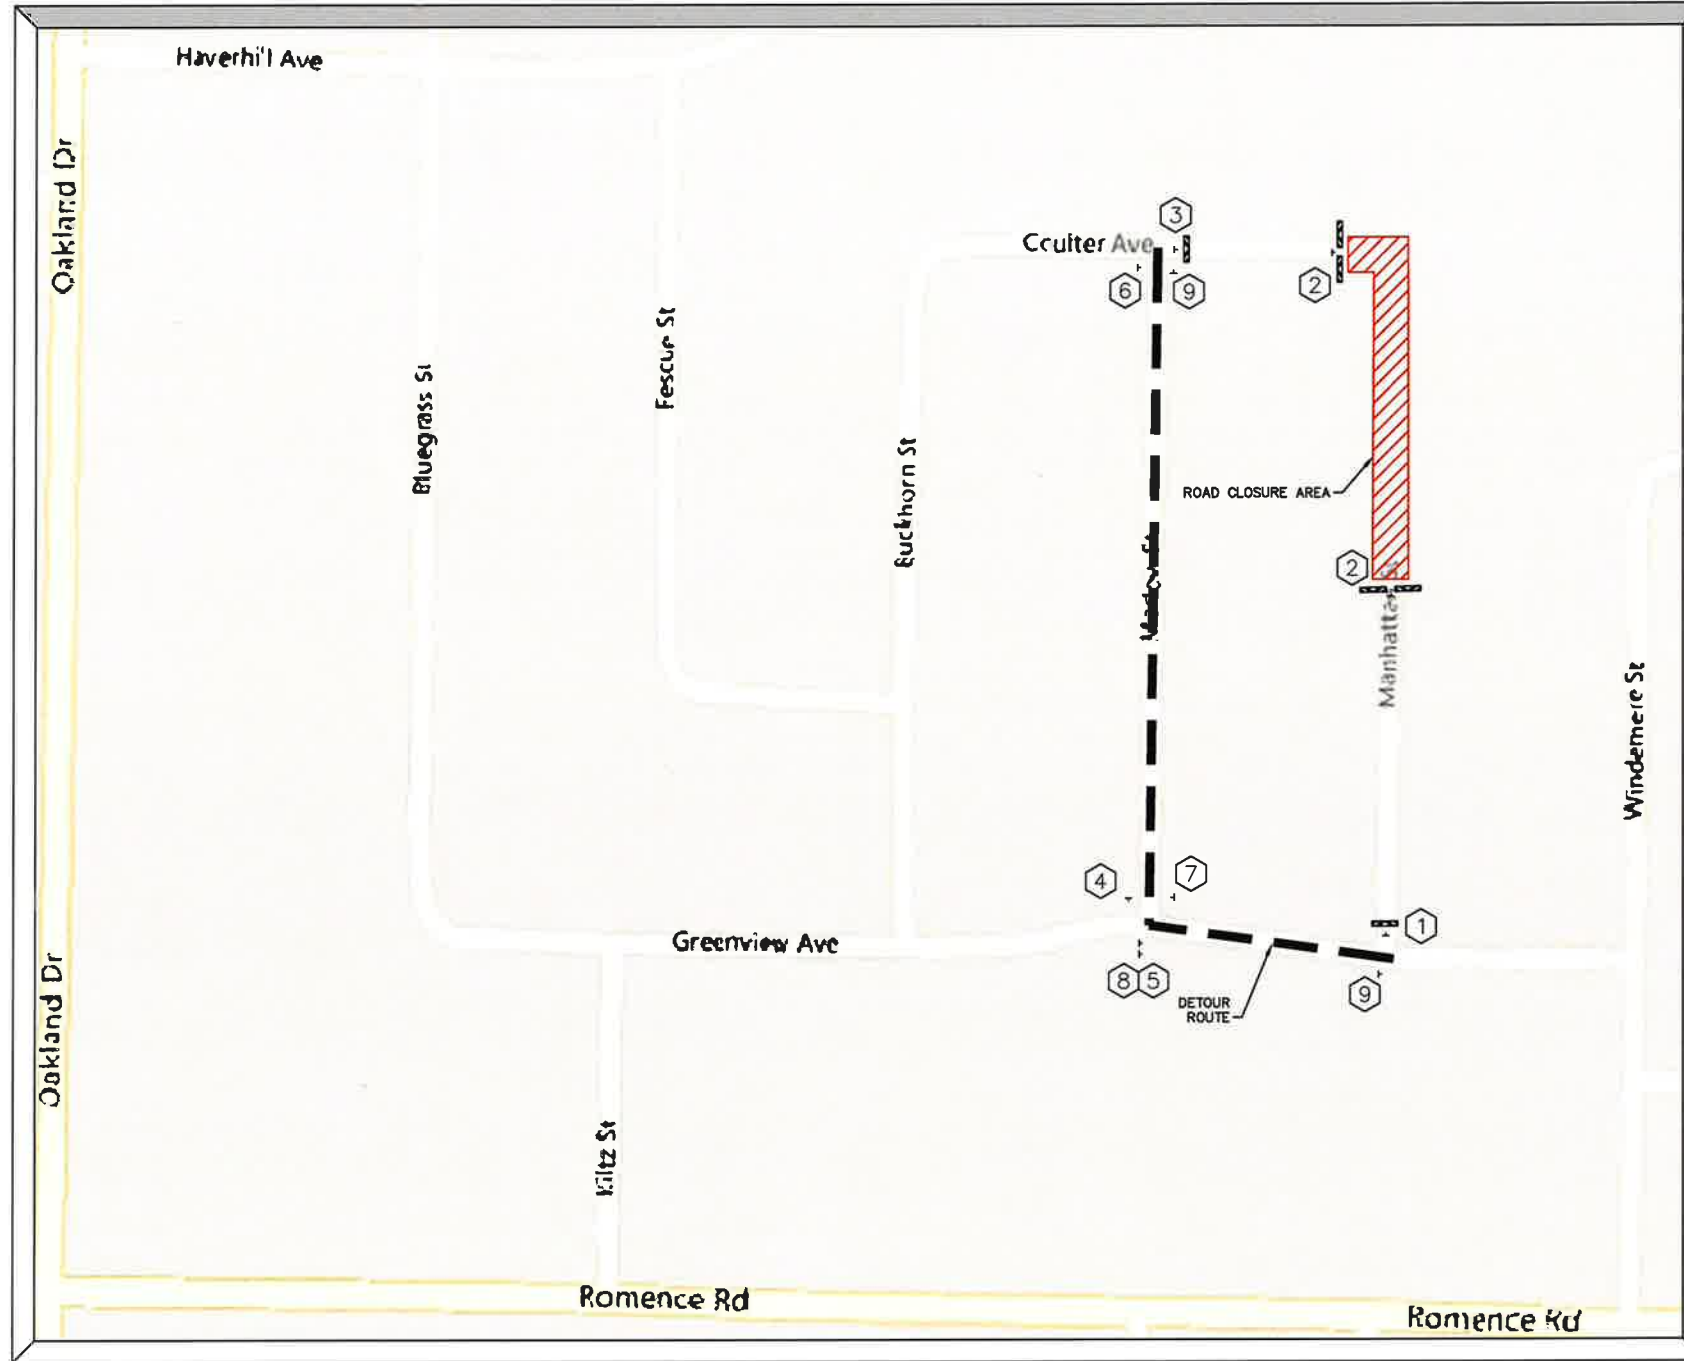 Haverhill Ave
Oakland Dr
3
Coulter Ave
6
9
2
Fescue St
Bluegrass St
Buckhorn St
ROAD CLOSURE AREA
2
Manhatta
Windemere St
4
7
1
Greenview Ave
8
5
9
DETOUR
ROUTE
Oakland Dr
Kiltz St
Romence Rd
Romence Rd